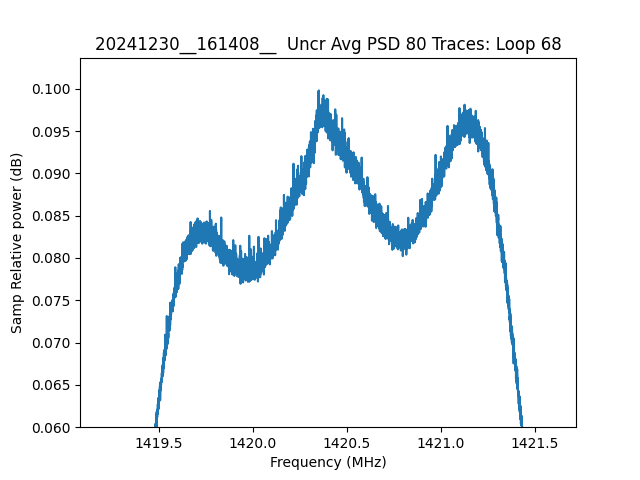 20241230__161408__  Uncr Avg PSD 80 Traces: Loop 68
0.100
0.095
0.090
0.085
0.080
0.075
0.070
0.065
0.060
Samp Relative power (dB)
1419.5 1420.0 1420.5 1421.0 1421.5
Frequency (MHz)